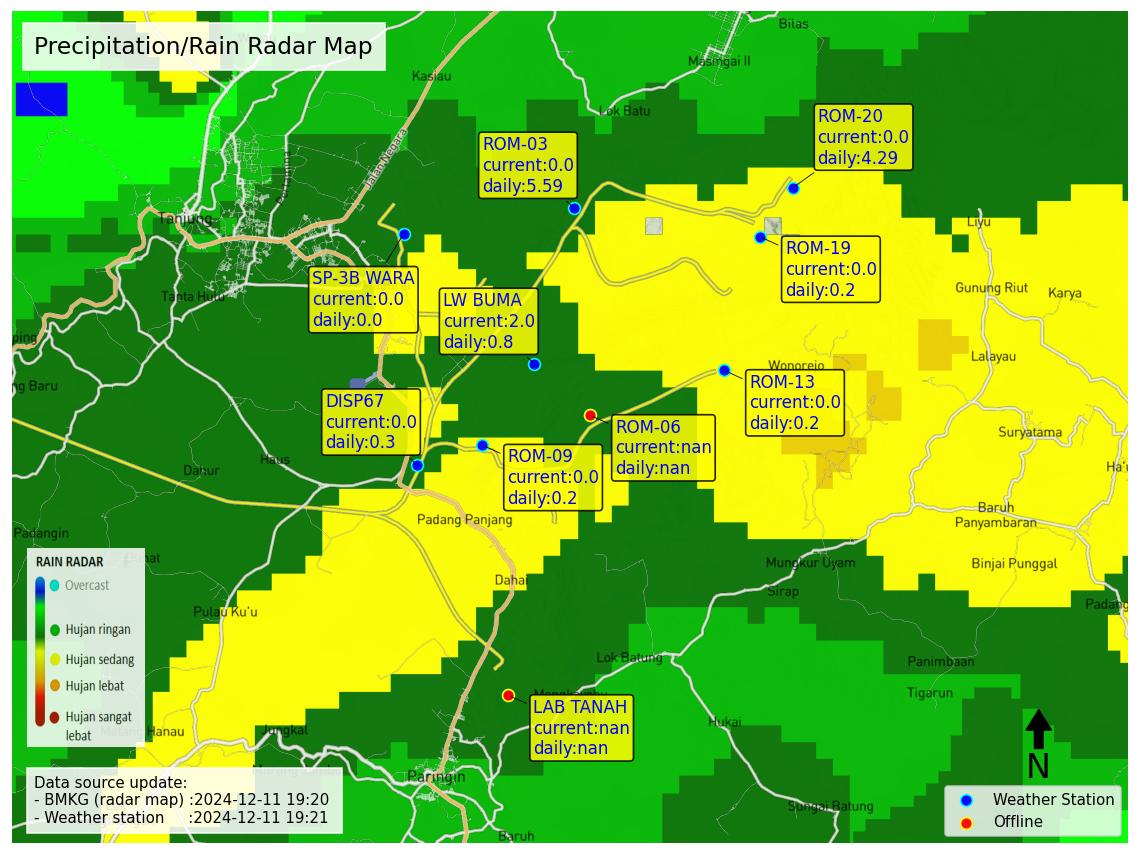 Precipitation/Rain Radar Map
Bilas
Masingai II
Kasiau
Lok Batu
ROM-20
current:0.0
daily:4.29
ROM-03
current:0.0
daily:5.59
Jalan Negara
Tanjung
Liyu
ROM-19
current:0.0
daily:0.2
SP-3B WARA
current:0.0
daily:0.0
LW BUMA
current:2.0
daily:0.8
Tanta Hulu
Gunung Riut
Karya
ping
Lalayau
Wonorejo
ng Baru
ROM-13
current:0.0
daily:0.2
DISP67
current:0.0
daily:0.3
ROM-06
current:nan
daily:nan
Suryatama
ROM-09
current:0.0
daily:0.2
Haus
Dahur
Ha'u
Padang Panjang
Baruh
Panyambaran
Padangin
Mungkur Uyam
Binjai Punggal
Dahai
Sirap
Padang
Pulau Ku'u
RAIN RADAR
Overcast
Hujan ringan
Hujan sedang
Hujan lebat
Hujan sangat
lebat
Lok Batung
Panimbaan
Tigarun
LAB TANAH
current:nan
daily:nan
Hukai
Hanau
Jungkal
Paringin
Sungai Batung
Baruh
N
Data source update:
- BMKG (radar map) :2024-12-11 19:20
- Weather station :2024-12-11 19:21
Weather Station
Offline